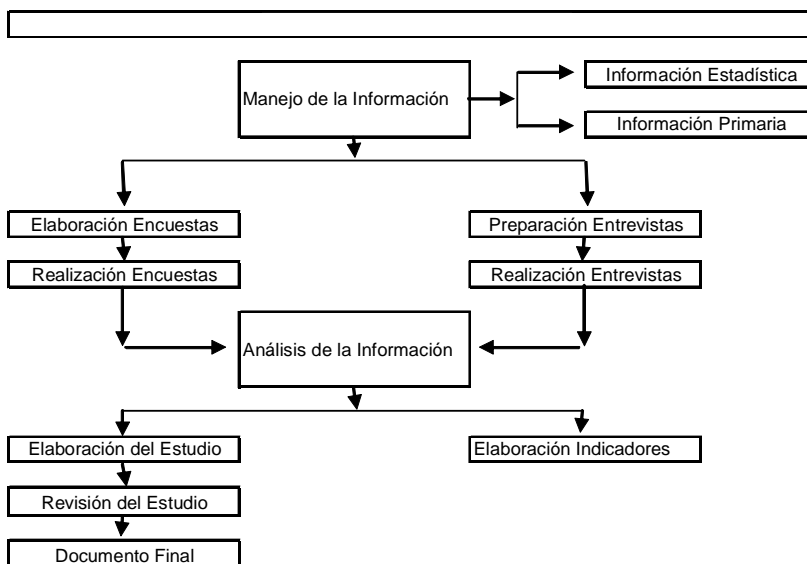 Información Estadística
Manejo de la Información
Información Primaria
Elaboración Encuestas
Preparación Entrevistas
Realización Encuestas
Realización Entrevistas
Análisis de la Información
Elaboración del Estudio
Elaboración Indicadores
Revisión del Estudio
Documento Final